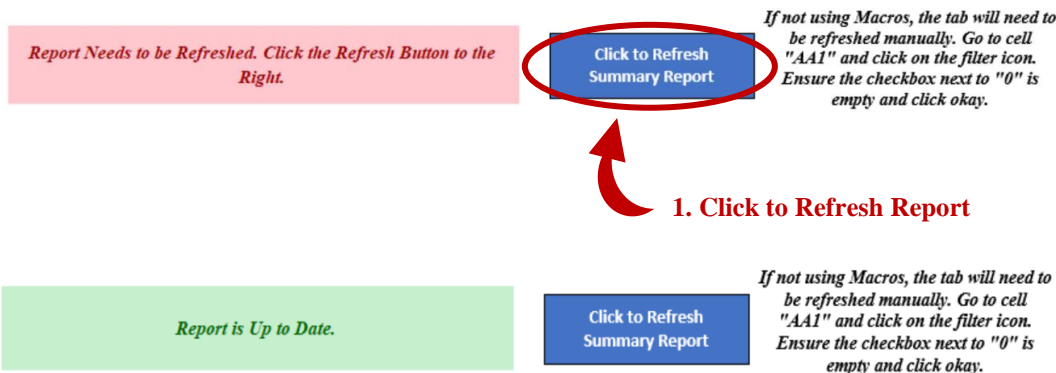 Report Needs to be Refreshed. Click the Refresh Button to the
Right.
Click to Refresh
Summary Report
If not using Macros, the tab will need to
be refreshed manually. Go to cell
"AA1" and click on the filter icon.
Ensure the checkbox next to "0" is
empty and click okay.
1. Click to Refresh Report
Report is Up to Date.
Click to Refresh
Summary Report
If not using Macros, the tab will need to
be refreshed manually. Go to cell
"AA1" and click on the filter icon.
Ensure the checkbox next to "0" is
empty and click okay.